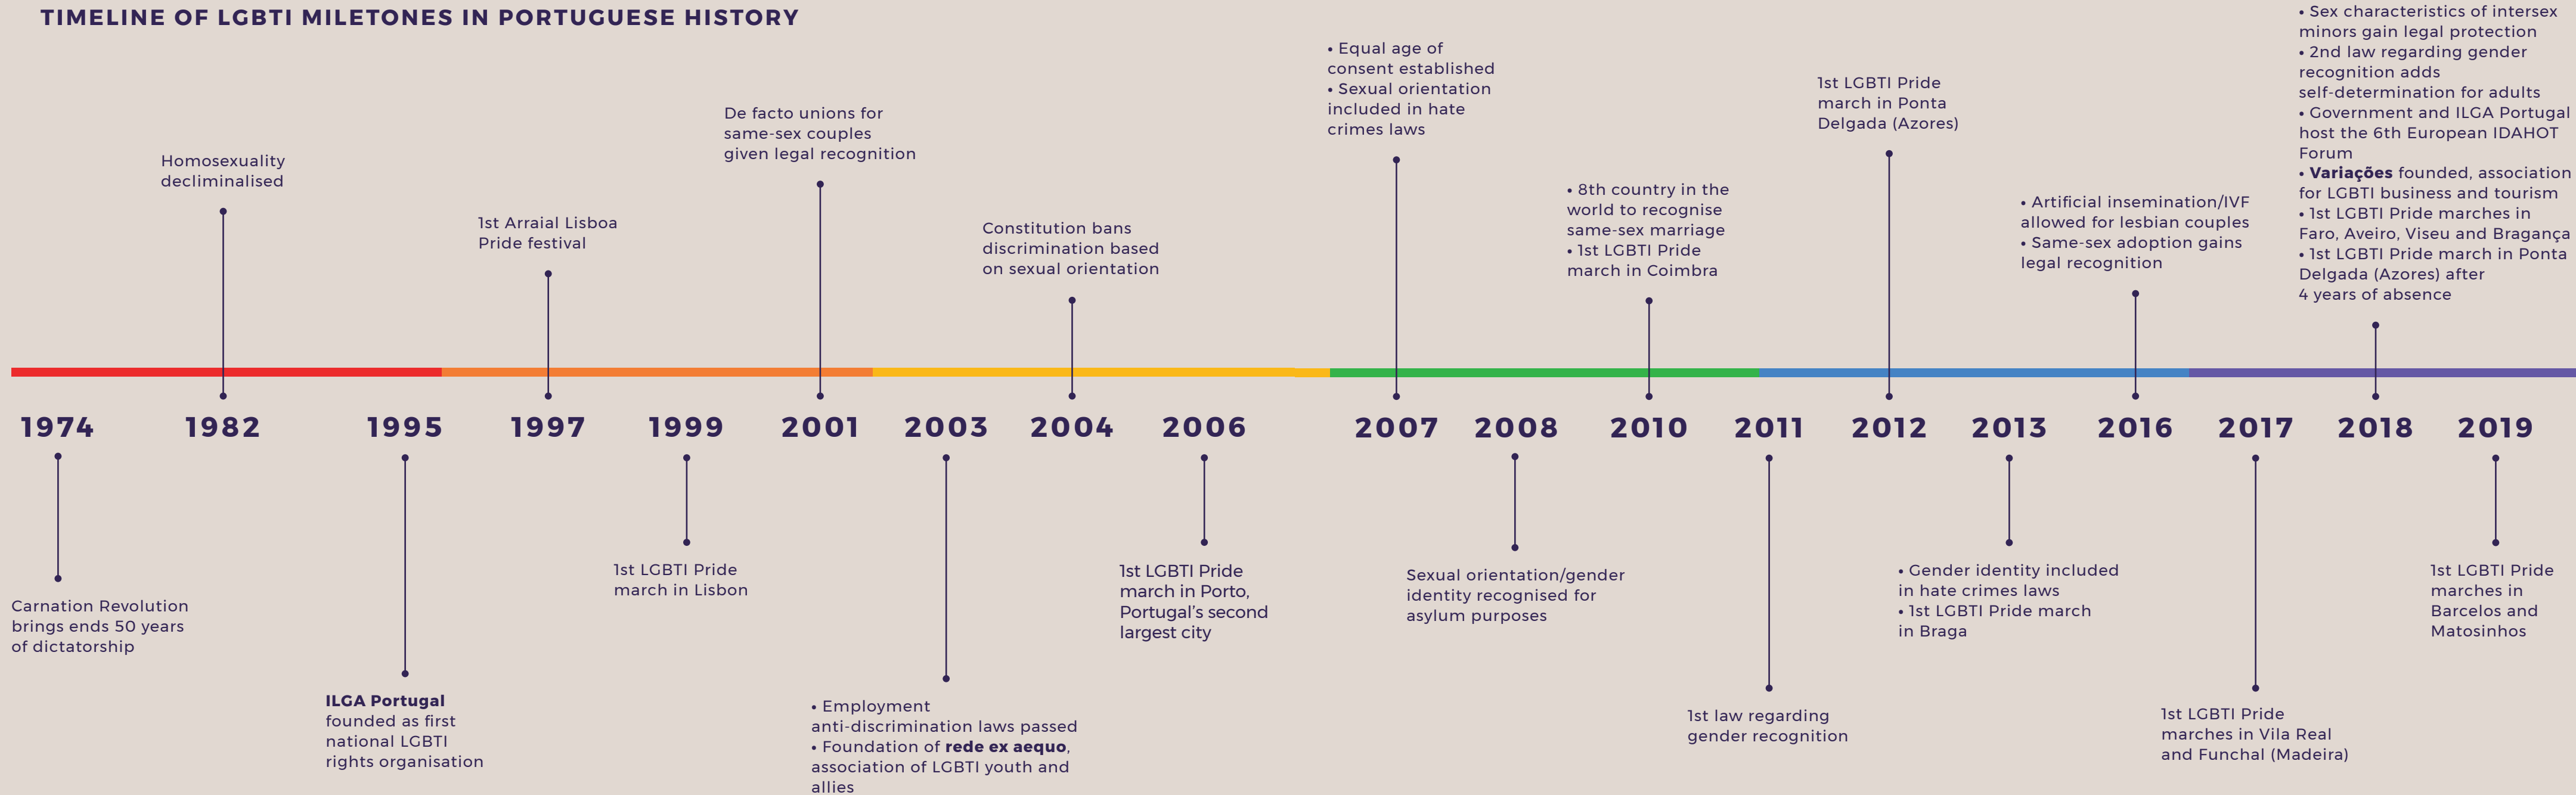 TIMELINE OF LGBTI MILETONES IN PORTUGUESE HISTORY
Homosexuality
decliminalised
1st Arraial Lisboa
Pride festival
De facto unions for
same-sex couples
given legal recognition
Constitution bans
discrimination based
on sexual orientation
• Equal age of
consent established
• Sexual orientation
included in hate
crimes laws
• 8th country in the
world to recognise
same-sex marriage
• 1st LGBTI Pride
march in Coimbra
1st LGBTI Pride
march in Ponta
Delgada (Azores)
• Artificial insemination/IVF
allowed for lesbian couples
• Same-sex adoption gains
legal recognition
• Sex characteristics of intersex
minors gain legal protection
• 2nd law regarding gender
recognition adds
self-determination for adults
• Government and ILGA Portugal
host the 6th European IDAHOT
Forum
• Variações founded, association
for LGBTI business and tourism
• 1st LGBTI Pride marches in
Faro, Aveiro, Viseu and Bragança
• 1st LGBTI Pride march in Ponta
Delgada (Azores) after
4 years of absence
1974 1982 1995 1997 1999 2001 2003 2004 2006 2007 2008 2010 2011 2012 2013 2016 2017 2018 2019
Carnation Revolution
brings ends 50 years
of dictatorship
ILGA Portugal
founded as first
national LGBTI
rights organisation
1st LGBTI Pride
march in Lisbon
• Employment
anti-discrimination laws passed
• Foundation of rede ex aequo,
association of LGBTI youth and
allies
1st LGBTI Pride
march in Porto,
Portugal’s second
largest city
Sexual orientation/gender
identity recognised for
asylum purposes
1st law regarding
gender recognition
• Gender identity included
in hate crimes laws
• 1st LGBTI Pride march
in Braga
1st LGBTI Pride
marches in Vila Real
and Funchal (Madeira)
1st LGBTI Pride
marches in
Barcelos and
Matosinhos